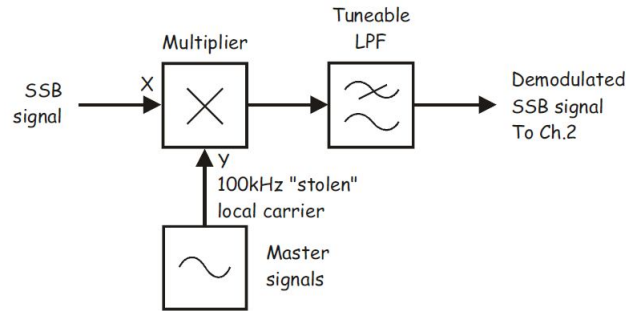 Tuneable
LPF
Multiplier
SSB
signal
X
Demodulated
SSB signal
To Ch.2
Y
100kHz "stolen"
local carrier
Master
signals